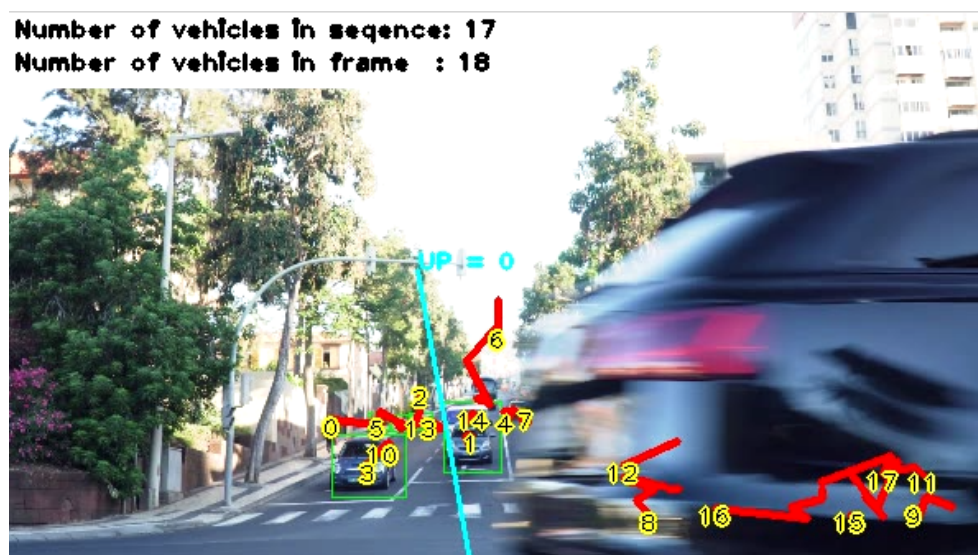 Number of vehicles in seqence: 17
Number of vehicles in frame : 18
UP = 0
6
2
0 5 13 14 4 7
1
10
3
12
17 11
8 16 15 9